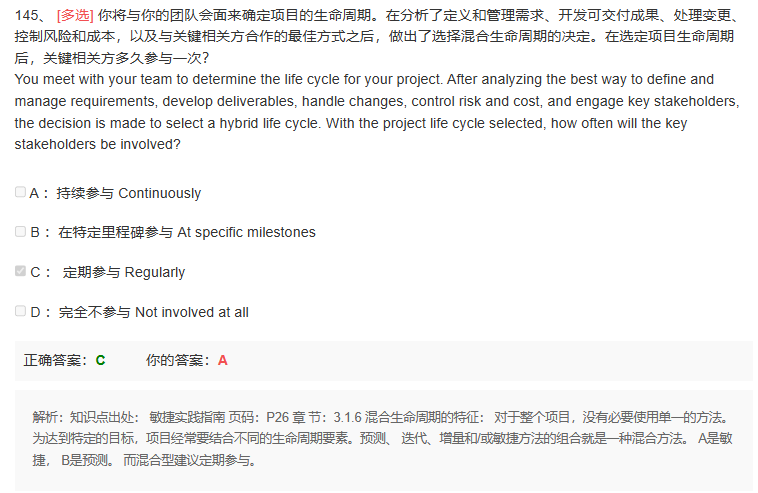 145、 [多选] 你将与你的团队会面来确定项目的生命周期。在分析了定义和管理需求、开发可交付成果、处理变更、
控制风险和成本，以及与关键相关方合作的最佳方式之后，做出了选择混合生命周期的决定。在选定项目生命周期
后，关键相关方多久参与一次？
You meet with your team to determine the life cycle for your project. After analyzing the best way to define and
manage requirements, develop deliverables, handle changes, control risk and cost, and engage key stakeholders,
the decision is made to select a hybrid life cycle. With the project life cycle selected, how often will the key
stakeholders be involved?
A： 持续参与 Continuously
B： 在特定里程碑参与 At specific milestones
C： 定期参与 Regularly
D： 完全不参与 Not involved at all
正确答案：C 你的答案：A
解析：知识点出处： 敏捷实践指南 页码：P26 章 节：3.1.6 混合生命周期的特征： 对于整个项目，没有必要使用单一的方法。
为达到特定的目标，项目经常要结合不同的生命周期要素。预测、 迭代、增量和/或敏捷方法的组合就是一种混合方法。 A是敏
捷， B是预测。 而混合型建议定期参与。